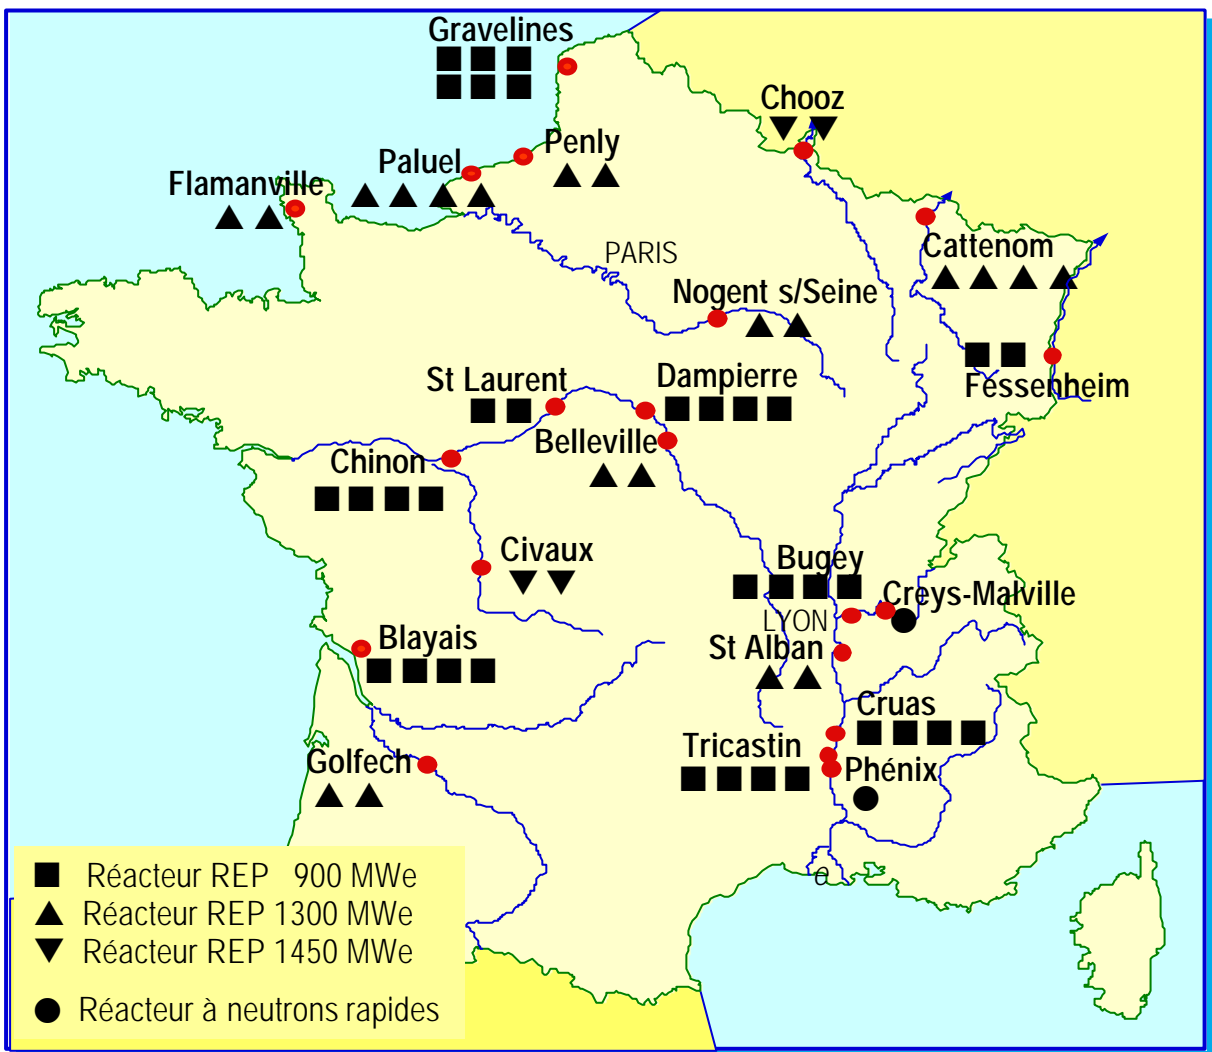 Gravelines
Chooz
Penly
Paluel
Flamanville
Cattenom
PARIS
Nogent s/Seine
St Laurent
Dampierre
Fessenheim
Belleville
Chinon
Civaux
Bugey
Creys-Malville
LYON
Blayais
St Alban
Cruas
Tricastin
Golfech
Phénix
Réacteur REP 900 MWe
Réacteur REP 1300 MWe
Réacteur REP 1450 MWe
Réacteur à neutrons rapides